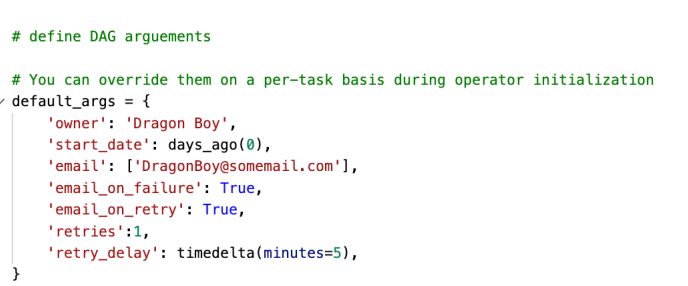 # define DAG arguements
# You can override them on a per-task basis during operator initialization
default_args = {
    'owner': 'Dragon Boy',
    'start_date': days_ago(0),
    'email': ['DragonBoy@somemail.com'],
    'email_on_failure': True,
    'email_on_retry': True,
    'retries':1,
    'retry_delay': timedelta(minutes=5),
}